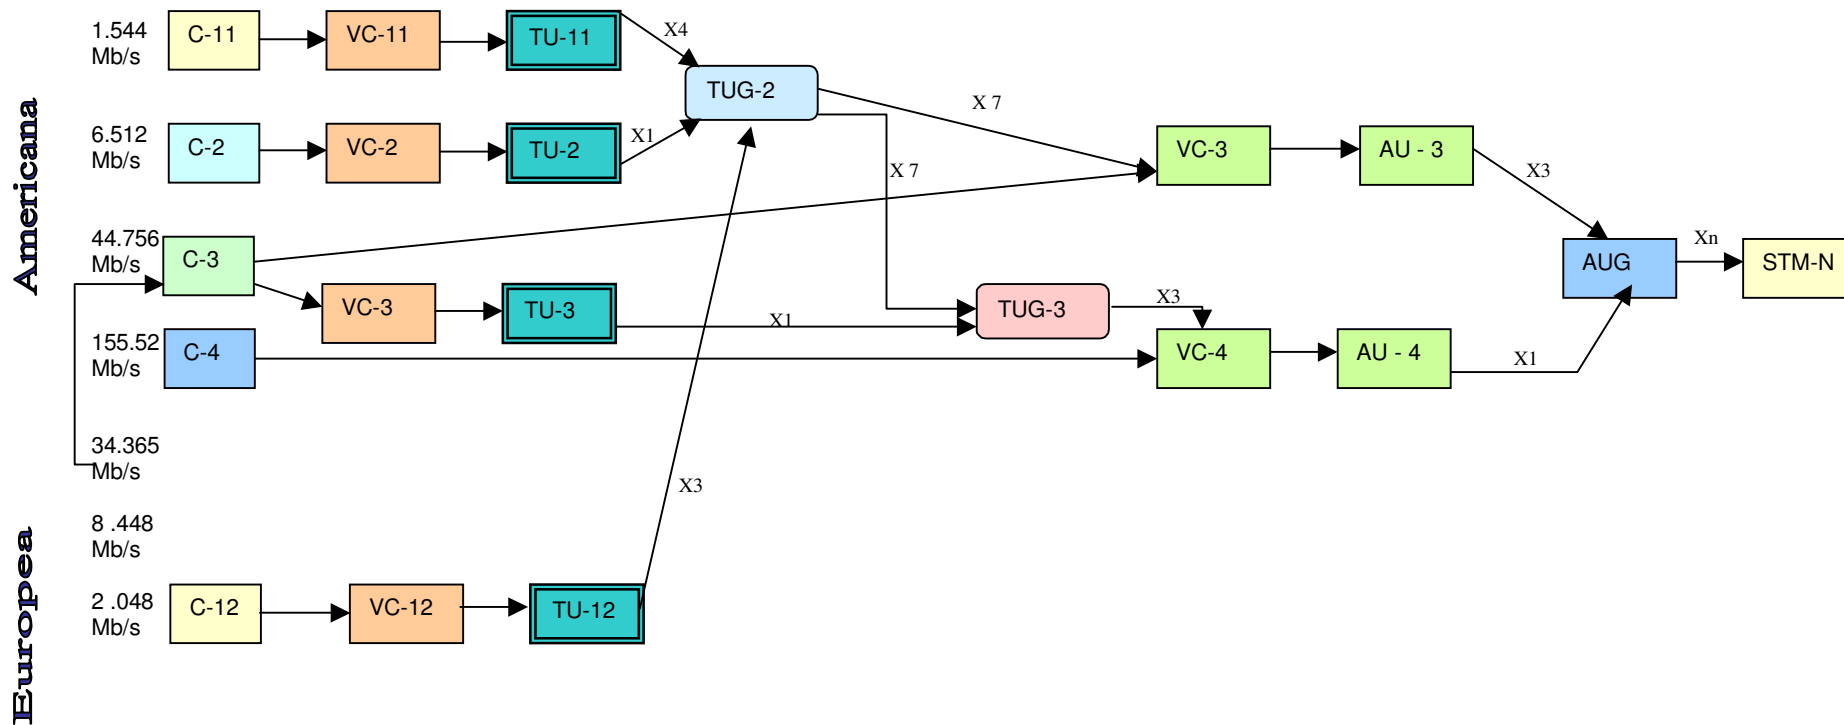 Americana
Europea
1.544
Mb/s
C-11
VC-11
TU-11
X4
TUG-2
X 7
6.512
Mb/s
C-2
VC-2
TU-2
X1
X 7
VC-3
AU - 3
X3
44.756
Mb/s
C-3
VC-3
TU-3
X1
TUG-3
X3
AUG
Xn
STM-N
155.52
Mb/s
C-4
VC-4
AU - 4
X1
34.365
Mb/s
X3
8 .448
Mb/s
2 .048
Mb/s
C-12
VC-12
TU-12